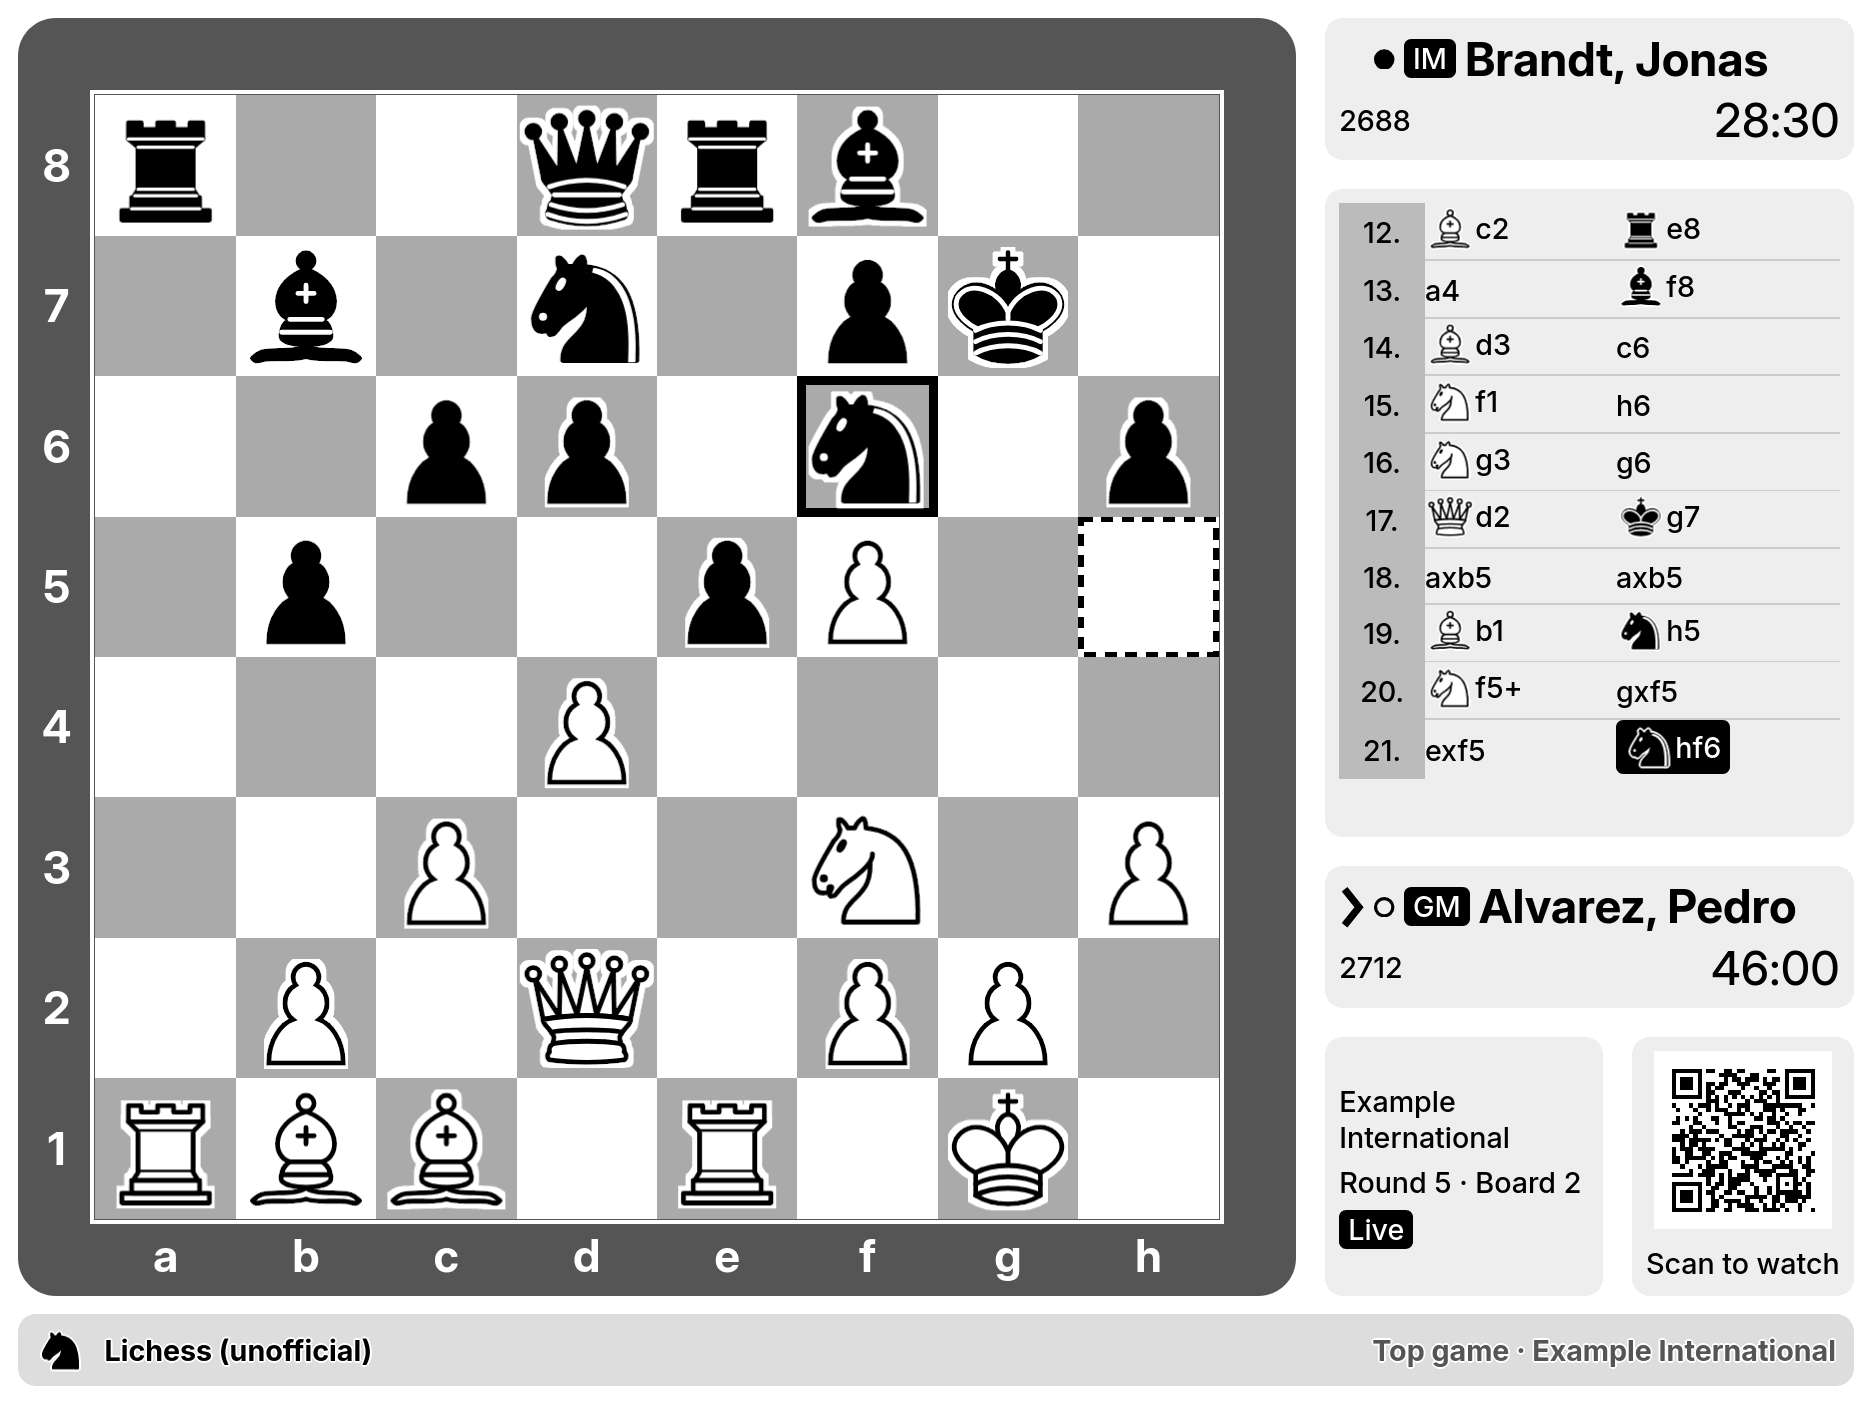 8
7
6
5
4
3
2
1
a b c d e f g h
IM Brandt, Jonas
2688 28:30
12. c2 e8
13. a4 f8
14. d3 c6
15. f1 h6
16. g3 g6
17. d2 g7
18. axb5 axb5
19. b1 h5
20. f5+ gxf5
21. exf5 hf6
GM Alvarez, Pedro
2712 46:00
Example
International
Round 5 · Board 2
Live
Scan to watch
Lichess (unofficial)
Top game · Example International